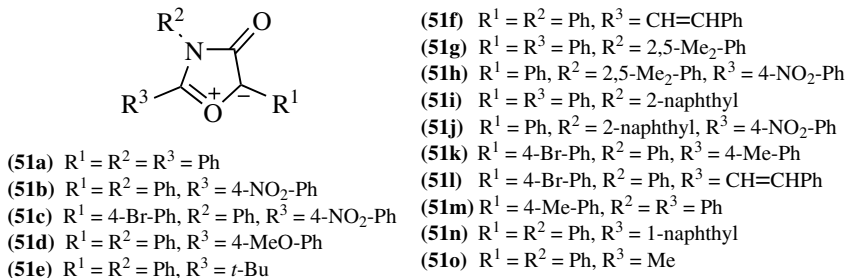 R² O
N
R³ O⁺ − R¹
(51a) R¹ = R² = R³ = Ph
(51b) R¹ = R² = Ph, R³ = 4-NO₂-Ph
(51c) R¹ = 4-Br-Ph, R² = Ph, R³ = 4-NO₂-Ph
(51d) R¹ = R² = Ph, R³ = 4-MeO-Ph
(51e) R¹ = R² = Ph, R³ = t-Bu
(51f) R¹ = R² = Ph, R³ = CH=CHPh
(51g) R¹ = R³ = Ph, R² = 2,5-Me₂-Ph
(51h) R¹ = Ph, R² = 2,5-Me₂-Ph, R³ = 4-NO₂-Ph
(51i) R¹ = R³ = Ph, R² = 2-naphthyl
(51j) R¹ = Ph, R² = 2-naphthyl, R³ = 4-NO₂-Ph
(51k) R¹ = 4-Br-Ph, R² = Ph, R³ = 4-Me-Ph
(51l) R¹ = 4-Br-Ph, R² = Ph, R³ = CH=CHPh
(51m) R¹ = 4-Me-Ph, R² = R³ = Ph
(51n) R¹ = R² = Ph, R³ = 1-naphthyl
(51o) R¹ = R² = Ph, R³ = Me